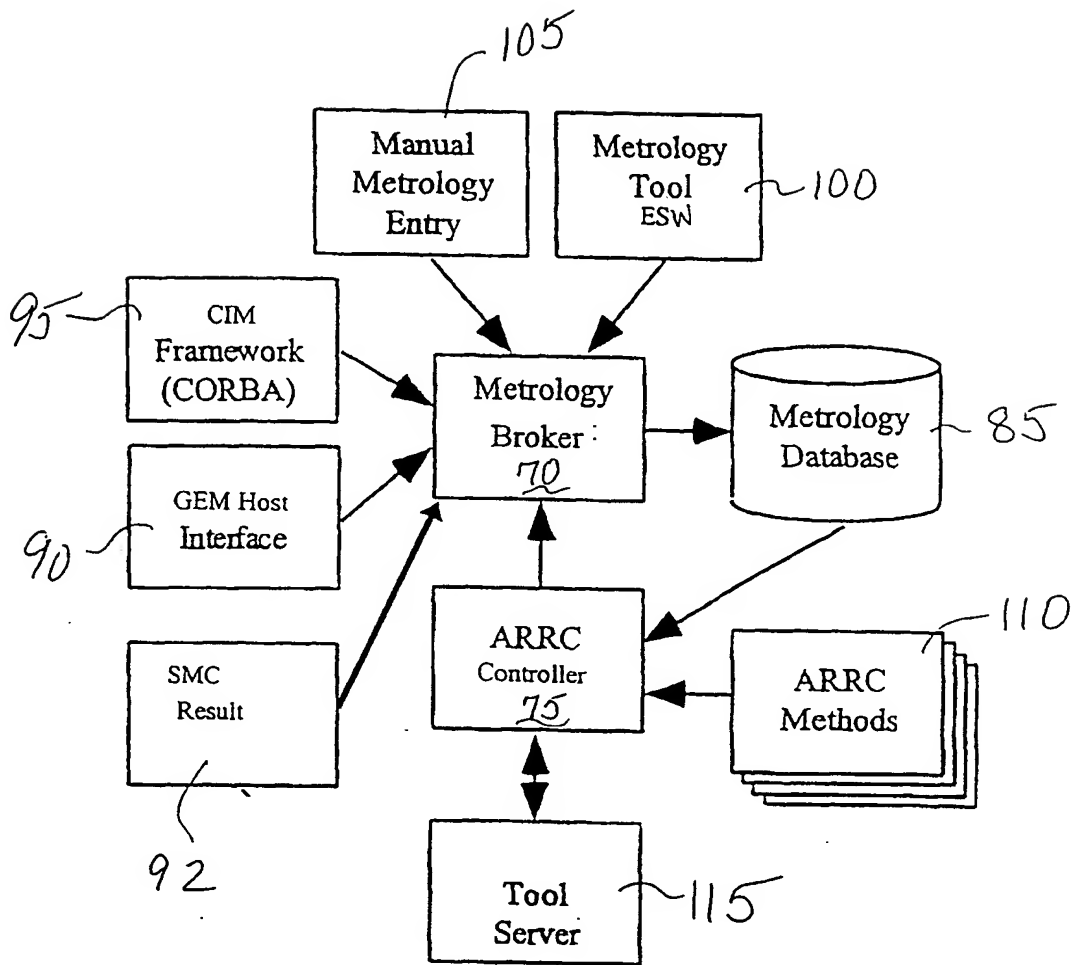 105
Manual
Metrology
Entry
Metrology
Tool
ESW
100
95
CIM
Framework
(CORBA)
Metrology
Broker :
70
Metrology
Database
85
90
GEM Host
Interface
SMC
Result
92
ARRC
Controller
75
110
ARRC
Methods
Tool
Server
115